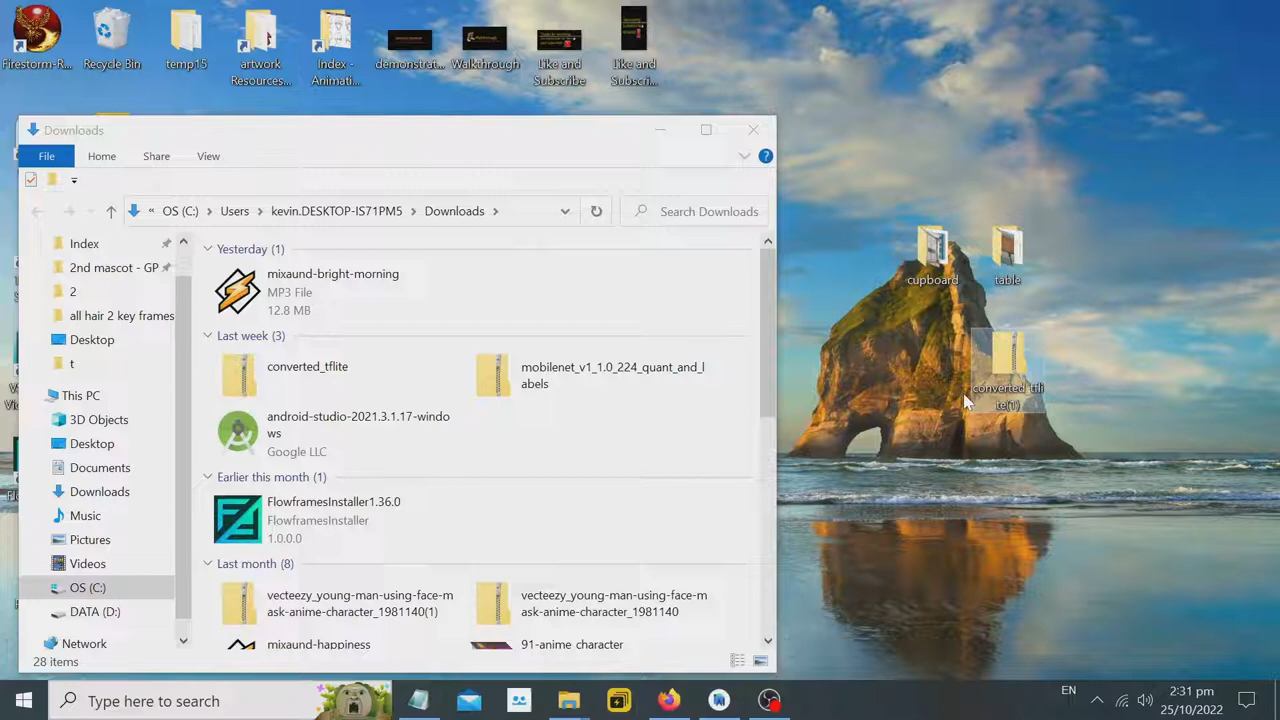 Firestorm-R...
Recycle Bin
temp15
artwork
Resources...
Index -
Animati...
demonstrat...
Walkthrough
Like and
Subscribe
Like and
Subscri...
Downloads
File
Home
Share
View
« OS (C:) > Users > kevin.DESKTOP-IS71PM5 > Downloads >
Search Downloads
Index
2nd mascot - GP
2
all hair 2 key frames
Desktop
t
This PC
3D Objects
Desktop
Documents
Downloads
Music
Pictures
Videos
OS (C:)
DATA (D:)
Network
Yesterday (1)
mixaund-bright-morning
MP3 File
12.8 MB
Last week (3)
converted_tflite
mobilenet_v1_1.0_224_quant_and_l
abels
android-studio-2021.3.1.17-windo
ws
Google LLC
Earlier this month (1)
FlowframesInstaller1.36.0
FlowframesInstaller
1.0.0.0
Last month (8)
vecteezy_young-man-using-face-m
ask-anime-character_1981140(1)
vecteezy_young-man-using-face-m
ask-anime-character_1981140
mixaund-happiness
91-anime character
28 items
cupboard
table
converted_tfli
te(1)
Type here to search
EN
2:31 pm
25/10/2022